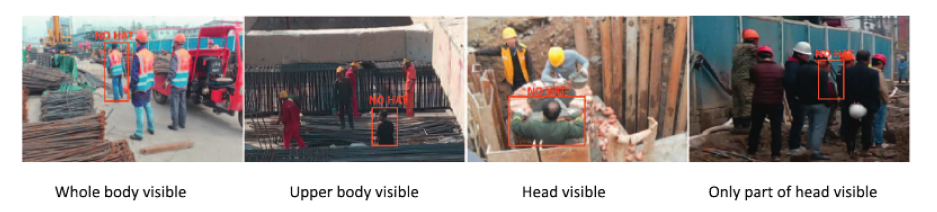 NO HAT
NO HAT
NO HAT
NO HAT
Whole body visible
Upper body visible
Head visible
Only part of head visible